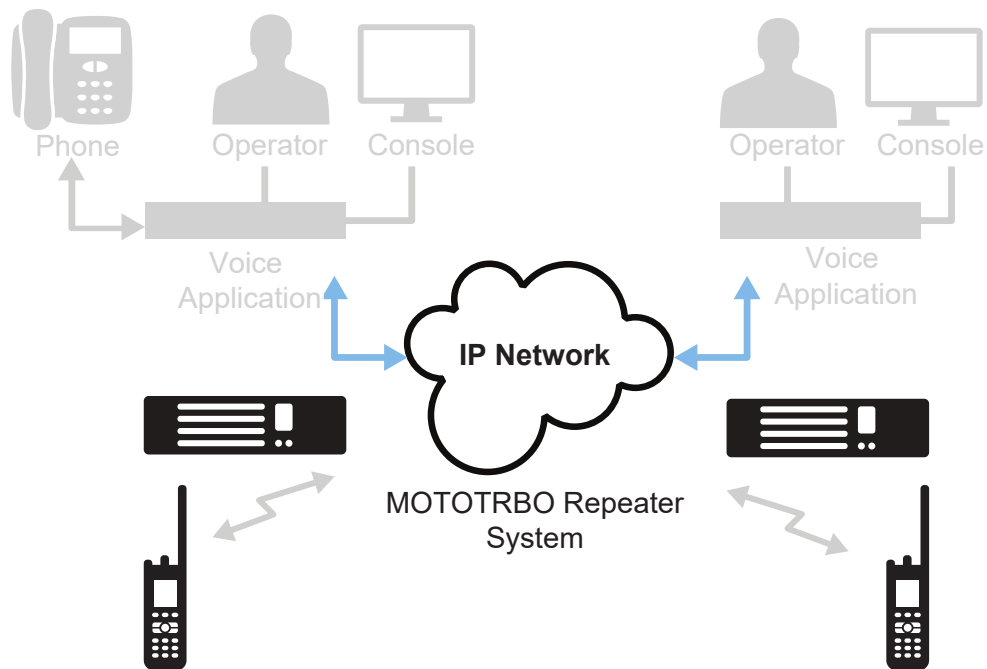 Phone
Operator
Console
Operator
Console
Voice
Application
Voice
Application
IP Network
MOTOTRBO Repeater
System